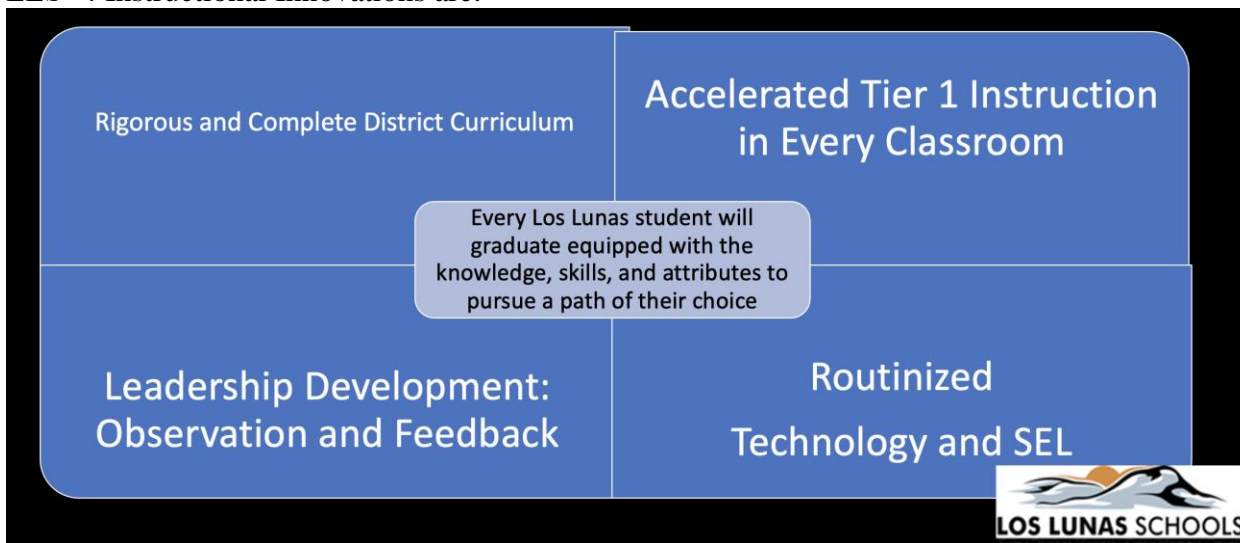 Rigorous and Complete District Curriculum
Accelerated Tier 1 Instruction
in Every Classroom
Every Los Lunas student will
graduate equipped with the
knowledge, skills, and attributes to
pursue a path of their choice
Leadership Development:
Observation and Feedback
Routinized
Technology and SEL
LOS LUNAS SCHOOLS